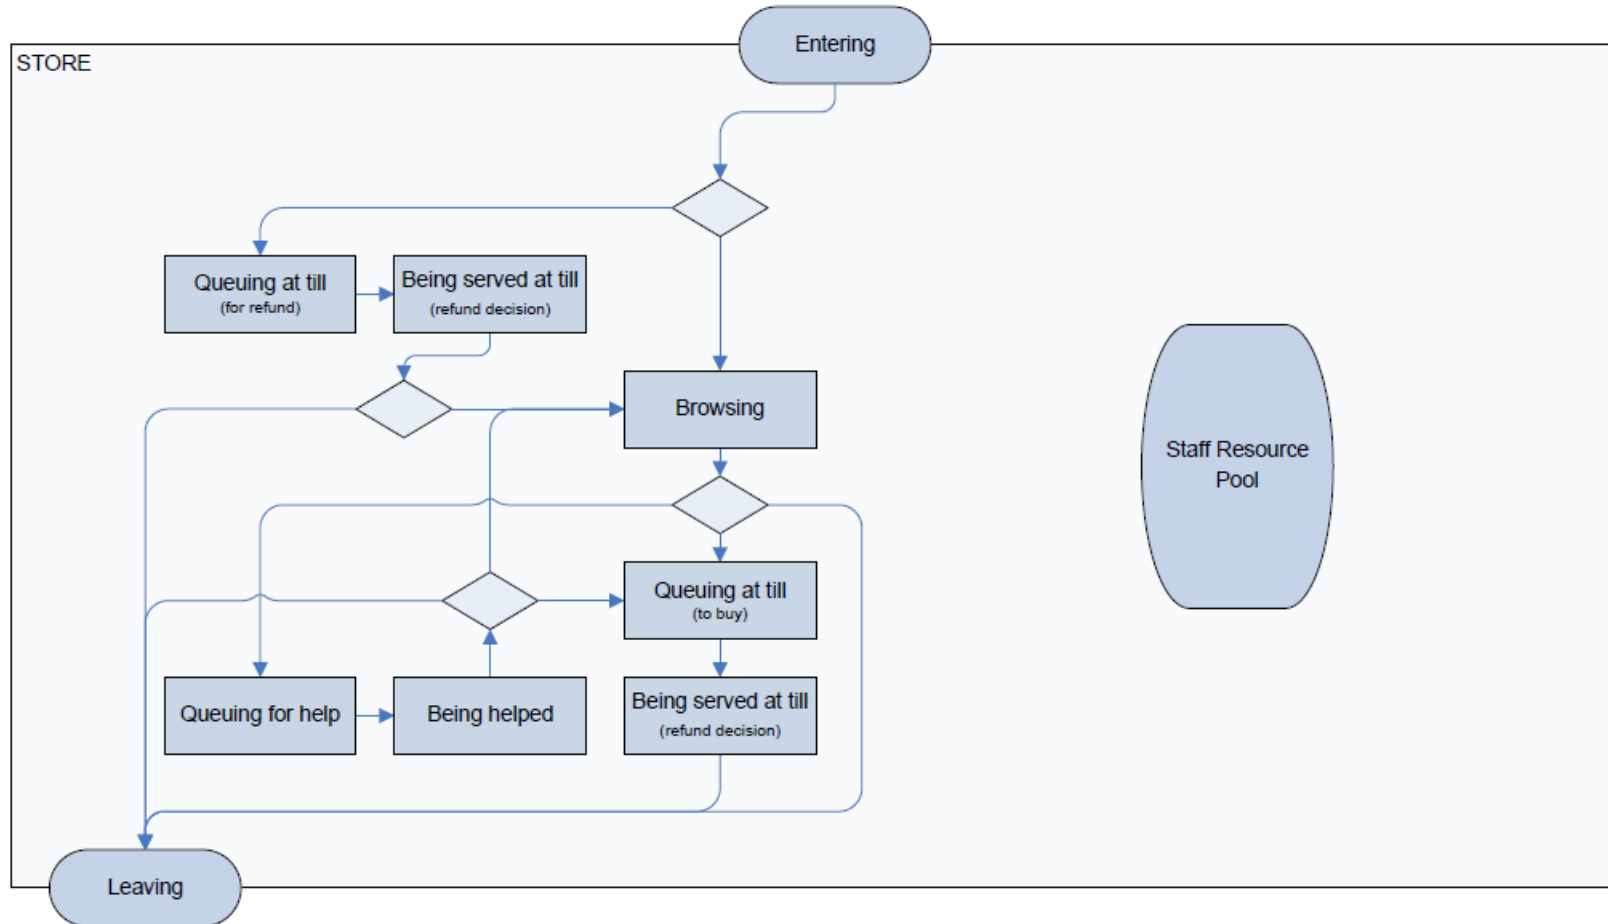 Entering
STORE
Queuing at till
(for refund)
Being served at till
(refund decision)
Browsing
Staff Resource
Pool
Queuing at till
(to buy)
Queuing for help
Being helped
Being served at till
(refund decision)
Leaving